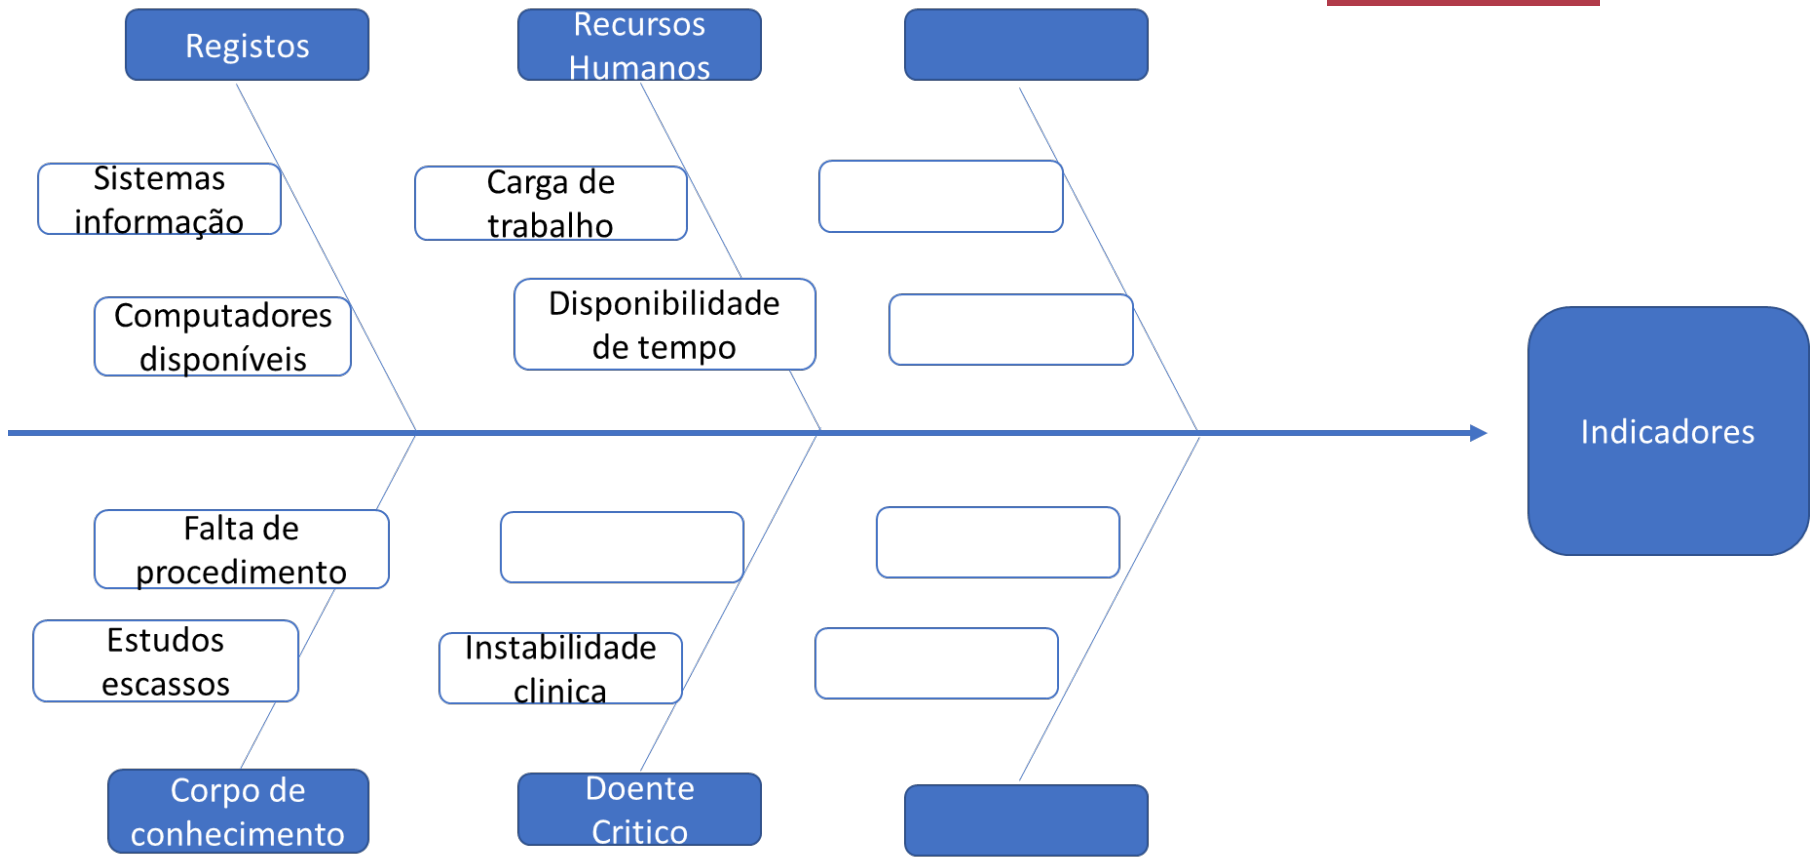 Registos
Recursos
Humanos
Sistemas
informação
Carga de
trabalho
Computadores
disponíveis
Disponibilidade
de tempo
Indicadores
Falta de
procedimento
Estudos
escassos
Instabilidade
clinica
Corpo de
conhecimento
Doente
Critico